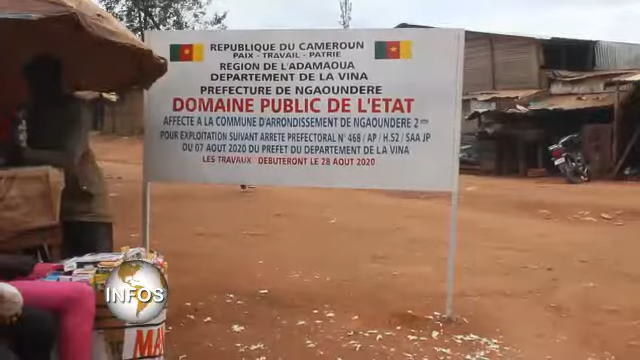 REPUBLIQUE DU CAMEROUN
PAIX - TRAVAIL - PATRIE
REGION DE L'ADAMAOUA
DEPARTEMENT DE LA VINA
PREFECTURE DE NGAOUNDERE
DOMAINE PUBLIC DE L'ETAT
AFFECTE A LA COMMUNE D'ARRONDISSEMENT DE NGAOUNDERE 2ème
POUR EXPLOITATION SUIVANT ARRETE PREFECTORAL N° 468 / AP / H.52 / SAA JP
DU 07 AOUT 2020 DU PREFET DU DEPARTEMENT DE LA VINA
LES TRAVAUX DEBUTERONT LE 28 AOUT 2020
INFOS